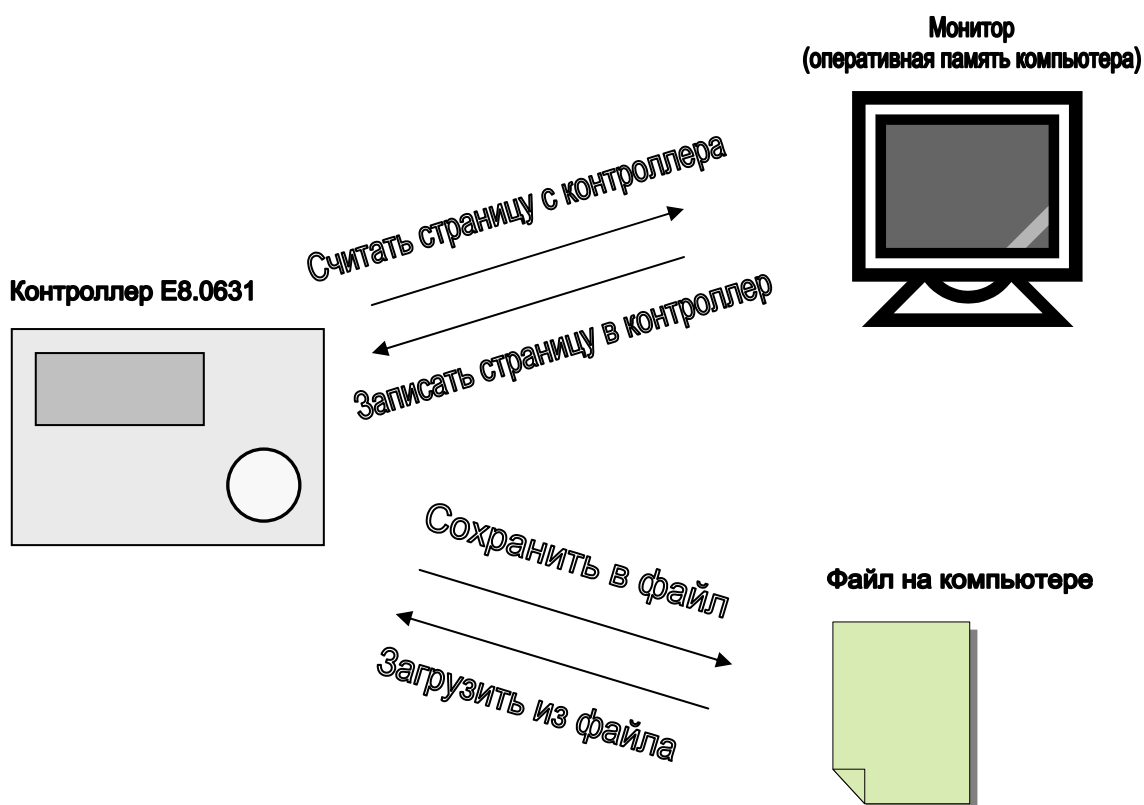 Монитор
(оперативная память компьютера)
Считать страницу с контроллера
Записать страницу в контроллер
Контроллер E8.0631
Сохранить в файл
Загрузить из файла
Файл на компьютере